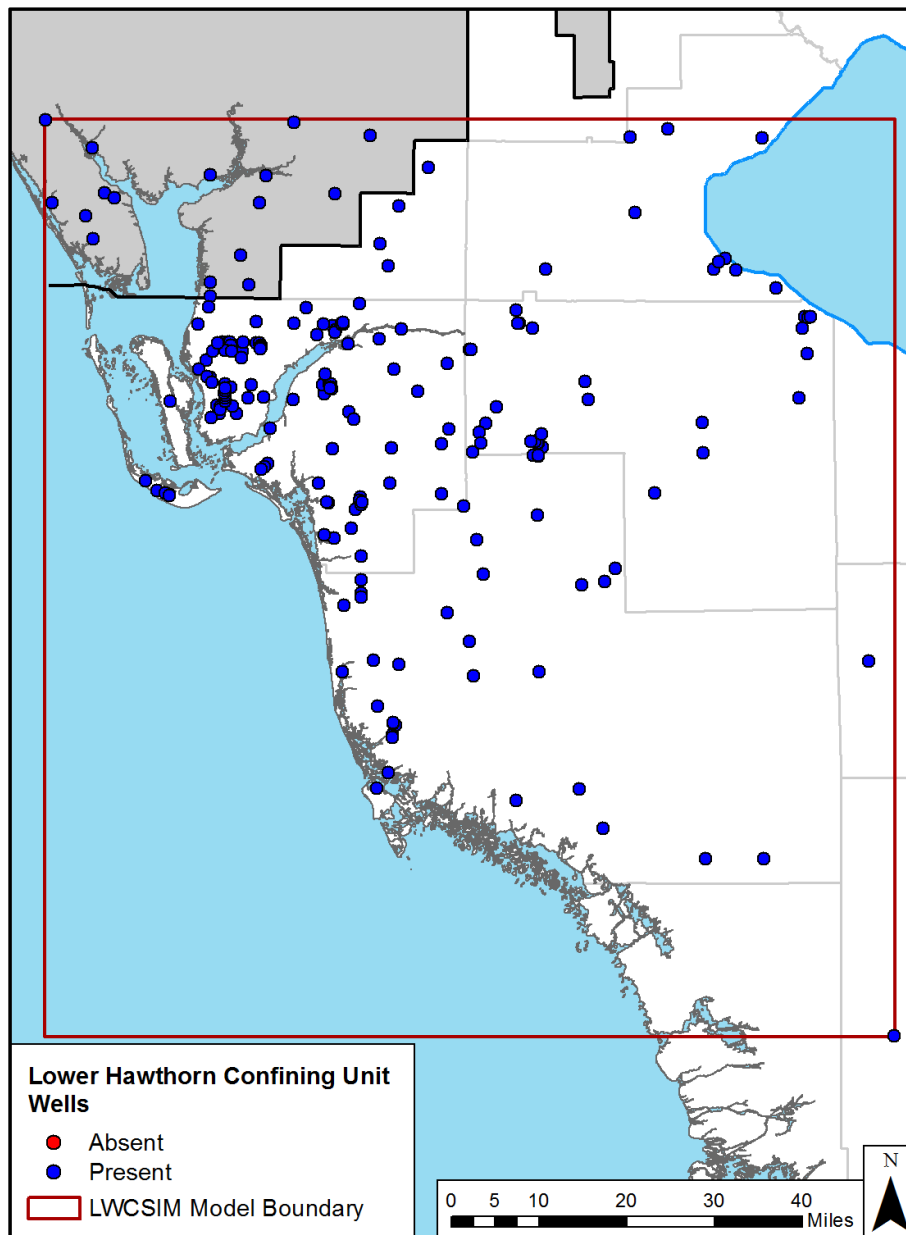 Lower Hawthorn Confining Unit
Wells
Absent
Present
LWCSIM Model Boundary
0 5 10 20 30 40
Miles
N